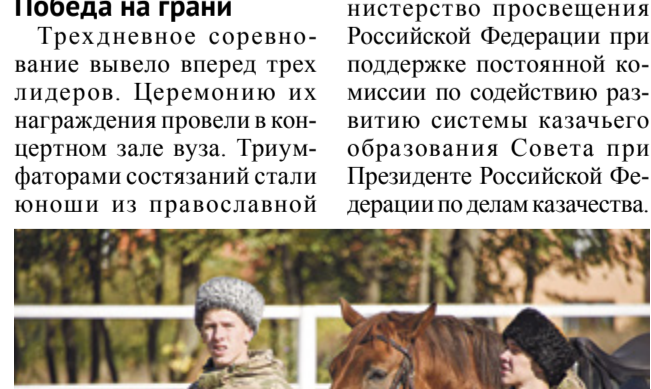 Победа на грани
Трехдневное соревно-
вание вывело вперед трех
лидеров. Церемонию их
награждения провели в кон-
цертном зале вуза. Триум-
фаторами состязаний стали
юноши из православной
нистерство просвещения
Российской Федерации при
поддержке постоянной ко-
миссии по содействию раз-
витию системы казачьего
образования Совета при
Президенте Российской Фе-
дерации по делам казачества.